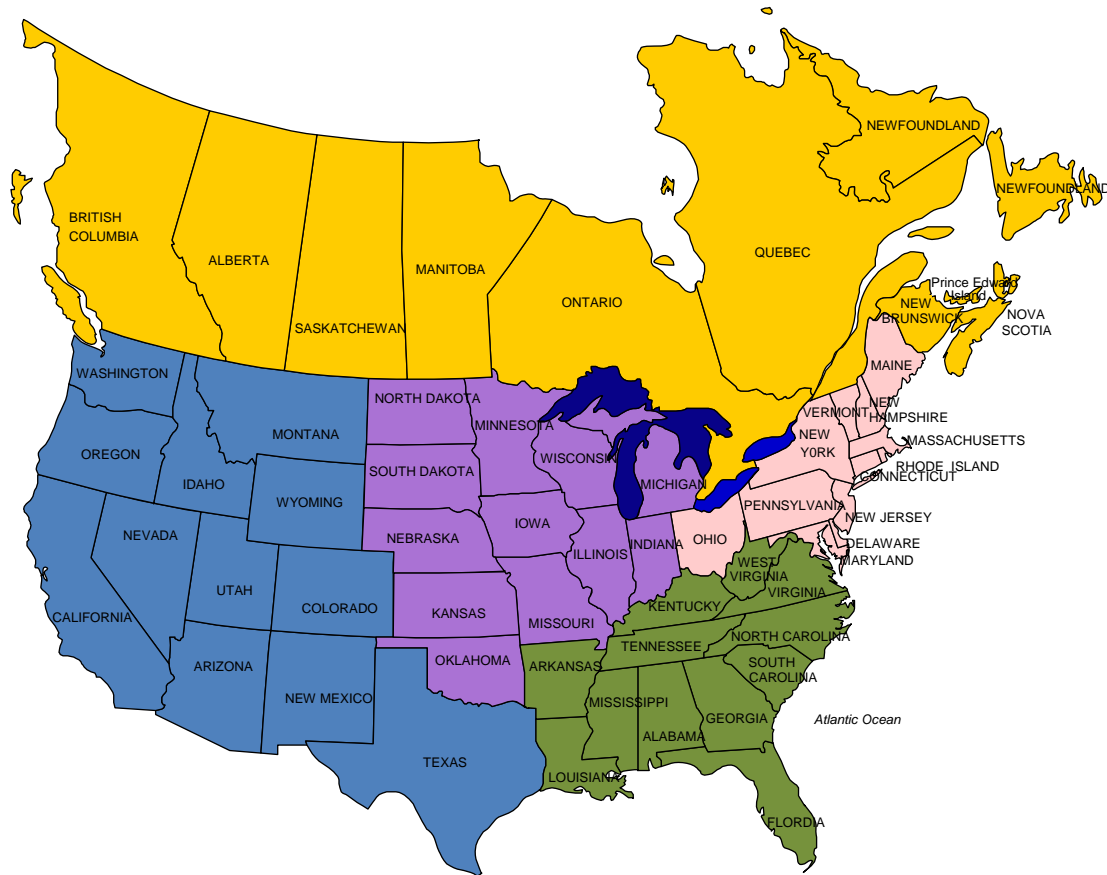 NEWFOUNDLAND
NEWFOUNDLAND
BRITISH
COLUMBIA
ALBERTA
SASKATCHEWAN
MANITOBA
ONTARIO
QUEBEC
Prince Edward
Island
NEW
BRUNSWICK
NOVA
SCOTIA
MAINE
WASHINGTON
MONTANA
NORTH DAKOTA
MINNESOTA
VERMONT
NEW
HAMPSHIRE
OREGON
IDAHO
WYOMING
SOUTH DAKOTA
WISCONSIN
MICHIGAN
NEW
Y0RK
MASSACHUSETTS
RHODE ISLAND
CONNECTICUT
NEVADA
NEBRASKA
IOWA
PENNSYLVANIA
NEW JERSEY
ILLINOIS
INDIANA
OHIO
DELAWARE
MARYLAND
WEST
VIRGINIA
VIRGINIA
CALIFORNIA
UTAH
COLORADO
KANSAS
MISSOURI
KENTUCKY
ARIZONA
NEW MEXICO
OKLAHOMA
ARKANSAS
TENNESSEE
NORTH CAROLINA
SOUTH
CAROLINA
MISSISSIPPI
ALABAMA
GEORGIA
Atlantic Ocean
TEXAS
LOUISIANA
FLORDIA